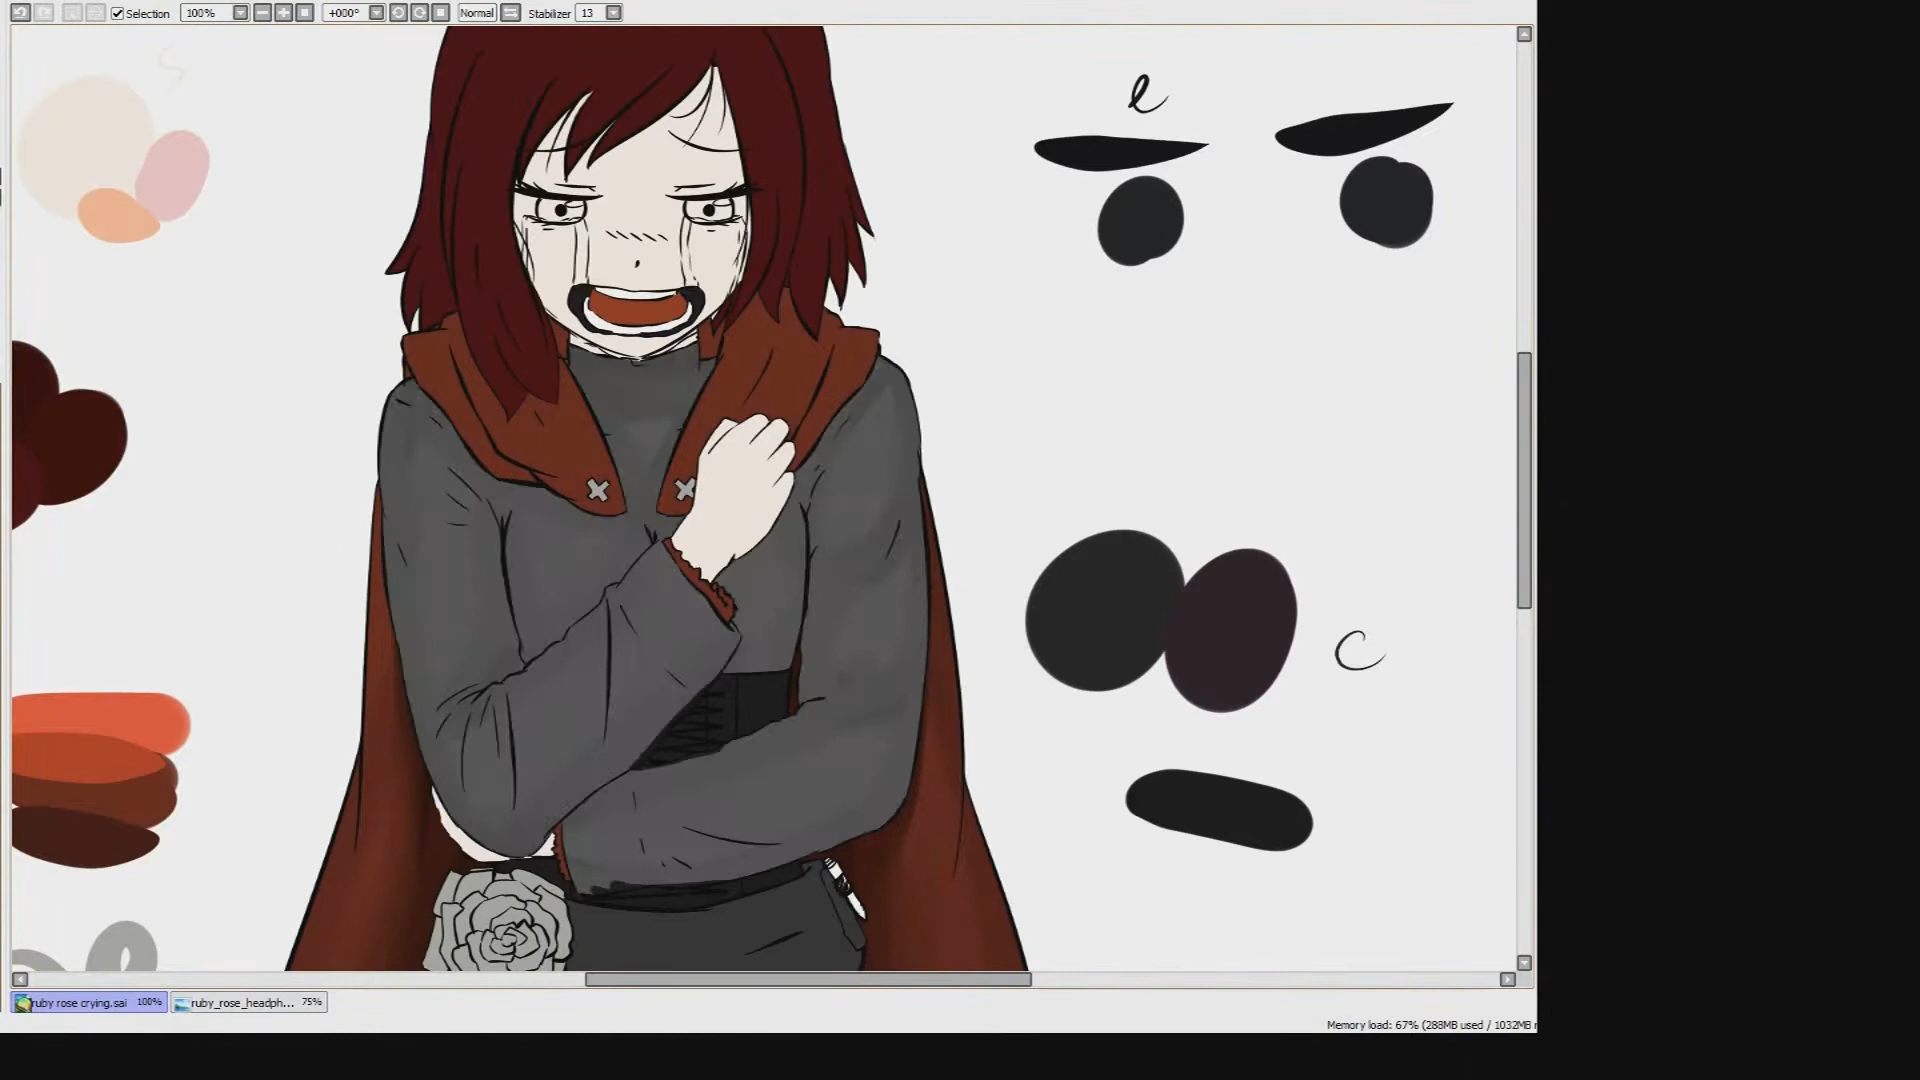 Selection 100% +000° Normal Stabilizer 13
s
e
c
ruby rose crying.sai 100% ruby_rose_headph... 75%
Memory load: 67% (288MB used / 1032MB